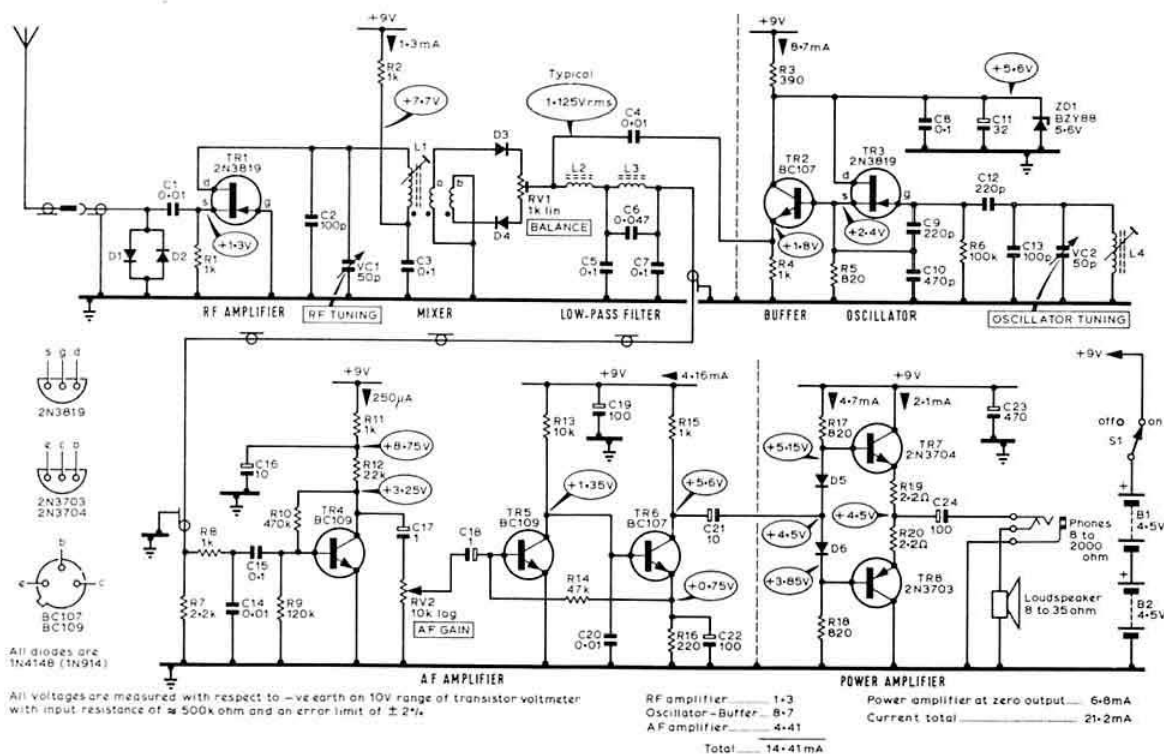 +9V
1·3mA
R2
1k
+7·7V
Typical
1·125V rms
C4
0·01
+9V
8·7mA
R3
390
+5·6V
C8
0·1
C11
32
ZD1
BZY88
5·6V
TR1
2N3819
d
s
g
C1
0·01
+1·3V
D1
D2
R1
1k
C2
100p
VC1
50p
L1
a
b
C3
0·1
D3
D4
RV1
1k lin
BALANCE
L2
L3
C6
0·047
C5
0·1
C7
0·1
TR2
BC107
TR3
2N3819
d
s
g
+1·8V
+2·4V
R4
1k
R5
820
C9
220p
C10
470p
C12
220p
R6
100k
C13
100p
VC2
50p
L4
RF AMPLIFIER
RF TUNING
MIXER
LOW-PASS FILTER
BUFFER
OSCILLATOR
OSCILLATOR TUNING
s g d
2N3819
e c b
2N3703
2N3704
b
e
c
BC107
BC109
All diodes are
1N4148 (1N914)
+9V
250µA
R11
1k
+8·75V
C16
10
R12
22k
+3·25V
R10
470k
TR4
BC109
R8
1k
C15
0·1
R7
2·2k
C14
0·01
R9
120k
C17
1
RV2
10k log
AF GAIN
C18
1
+9V
4·16mA
R13
10k
C19
100
R15
1k
+1·35V
+5·6V
TR5
BC109
TR6
BC107
R14
47k
+0·75V
C20
0·01
R16
220
C22
100
C21
10
+9V
4·7mA
2·1mA
R17
820
+5·15V
D5
+4·5V
D6
+3·85V
R18
820
TR7
2N3704
R19
2·2Ω
+4·5V
R20
2·2Ω
TR8
2N3703
C23
470
C24
100
Phones
8 to
2000
ohm
Loudspeaker
8 to 35ohm
+9V
off
on
S1
+
B1
4·5V
+
+
B2
4·5V
+
AF AMPLIFIER
POWER AMPLIFIER
All voltages are measured with respect to –ve earth on 10V range of transistor voltmeter
with input resistance of ≈ 500k ohm and an error limit of ± 2%
RF amplifier 1·3
Oscillator–Buffer 8·7
AF amplifier 4·41
Total 14·41mA
Power amplifier at zero output 6·8mA
Current total 21·2mA